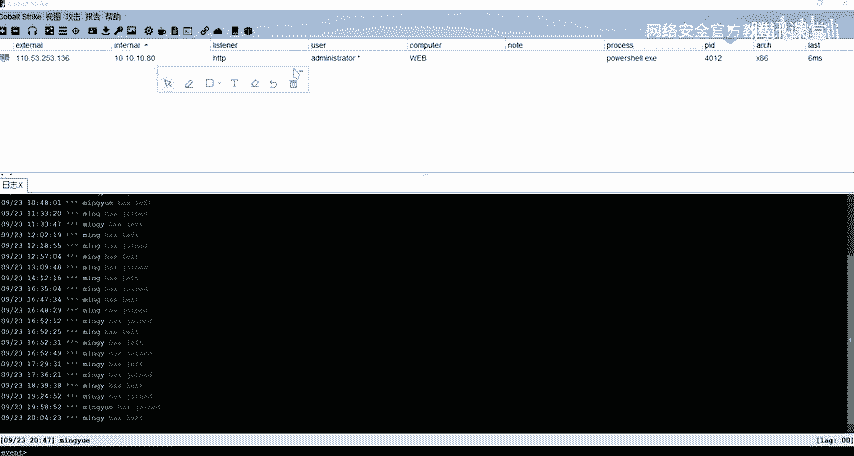 Cobalt Strike
Cobalt Strike 视图 攻击 报告 帮助
网络安全官方 腾讯课堂
external internal listener user computer note process pid arch last
110.53.253.136 10.10.10.80 http administrator * WEB powershell.exe 4012 x86 6ms
日志X
09/23 10:48:01 *** mingyue has left
09/23 11:33:20 *** ming has joined
09/23 11:33:47 *** mingy has left
09/23 12:02:19 *** ming has left
09/23 12:18:55 *** ming has joined
09/23 12:57:04 *** ming has left
09/23 13:09:48 *** ming has joined
09/23 14:12:16 *** ming has left
09/23 16:35:04 *** ming has joined
09/23 16:47:34 *** ming has left
09/23 16:48:29 *** ming has
09/23 16:52:12 *** mingy has joined
09/23 16:52:25 *** ming has
09/23 16:52:31 *** mingy has left
09/23 16:52:49 *** mingy has joined
09/23 17:29:31 *** mingy has left
09/23 17:36:21 *** mingy has joined
09/23 18:39:38 *** mingy has
09/23 19:24:52 *** mingy has joined
09/23 19:58:52 *** mingyue has joined
09/23 20:04:23 *** mingy has left
[09/23 20:47] mingyue [lag: 00]
event>